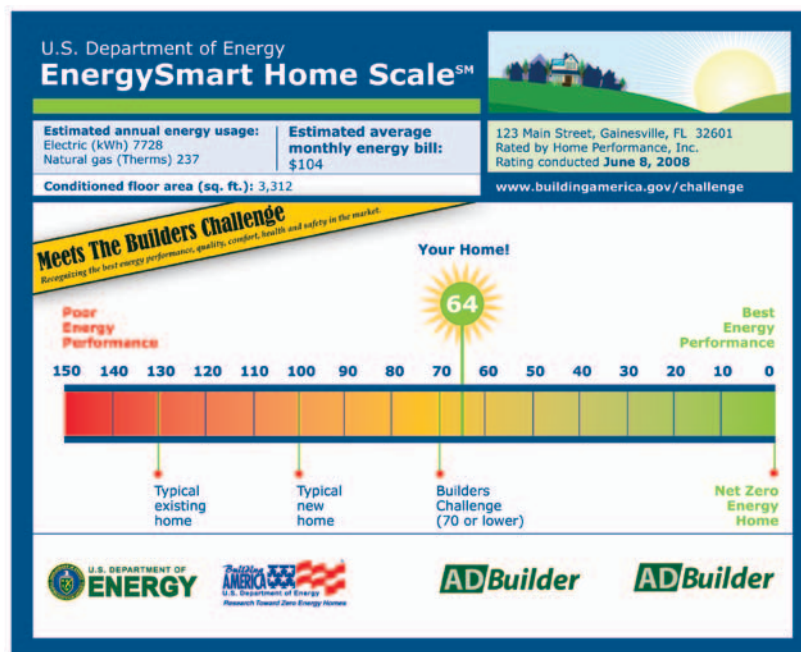 U.S. Department of Energy
EnergySmart Home Scale℠
Estimated annual energy usage:
Electric (kWh) 7728
Natural gas (Therms) 237
Estimated average
monthly energy bill:
$104
Conditioned floor area (sq. ft.): 3,312
123 Main Street, Gainesville, FL 32601
Rated by Home Performance, Inc.
Rating conducted June 8, 2008
www.buildingamerica.gov/challenge
Meets The Builders Challenge
Recognizing the best energy performance, quality, comfort, health and safety in the market.
Your Home!
64
Poor
Energy
Performance
Best
Energy
Performance
150 140 130 120 110 100 90 80 70 60 50 40 30 20 10 0
Typical
existing
home
Typical
new
home
Builders
Challenge
(70 or lower)
Net Zero
Energy
Home
U.S. DEPARTMENT OF
ENERGY
Building
AMERICA
U.S. Department of Energy
Research Toward Zero Energy Homes
ADBuilder
ADBuilder